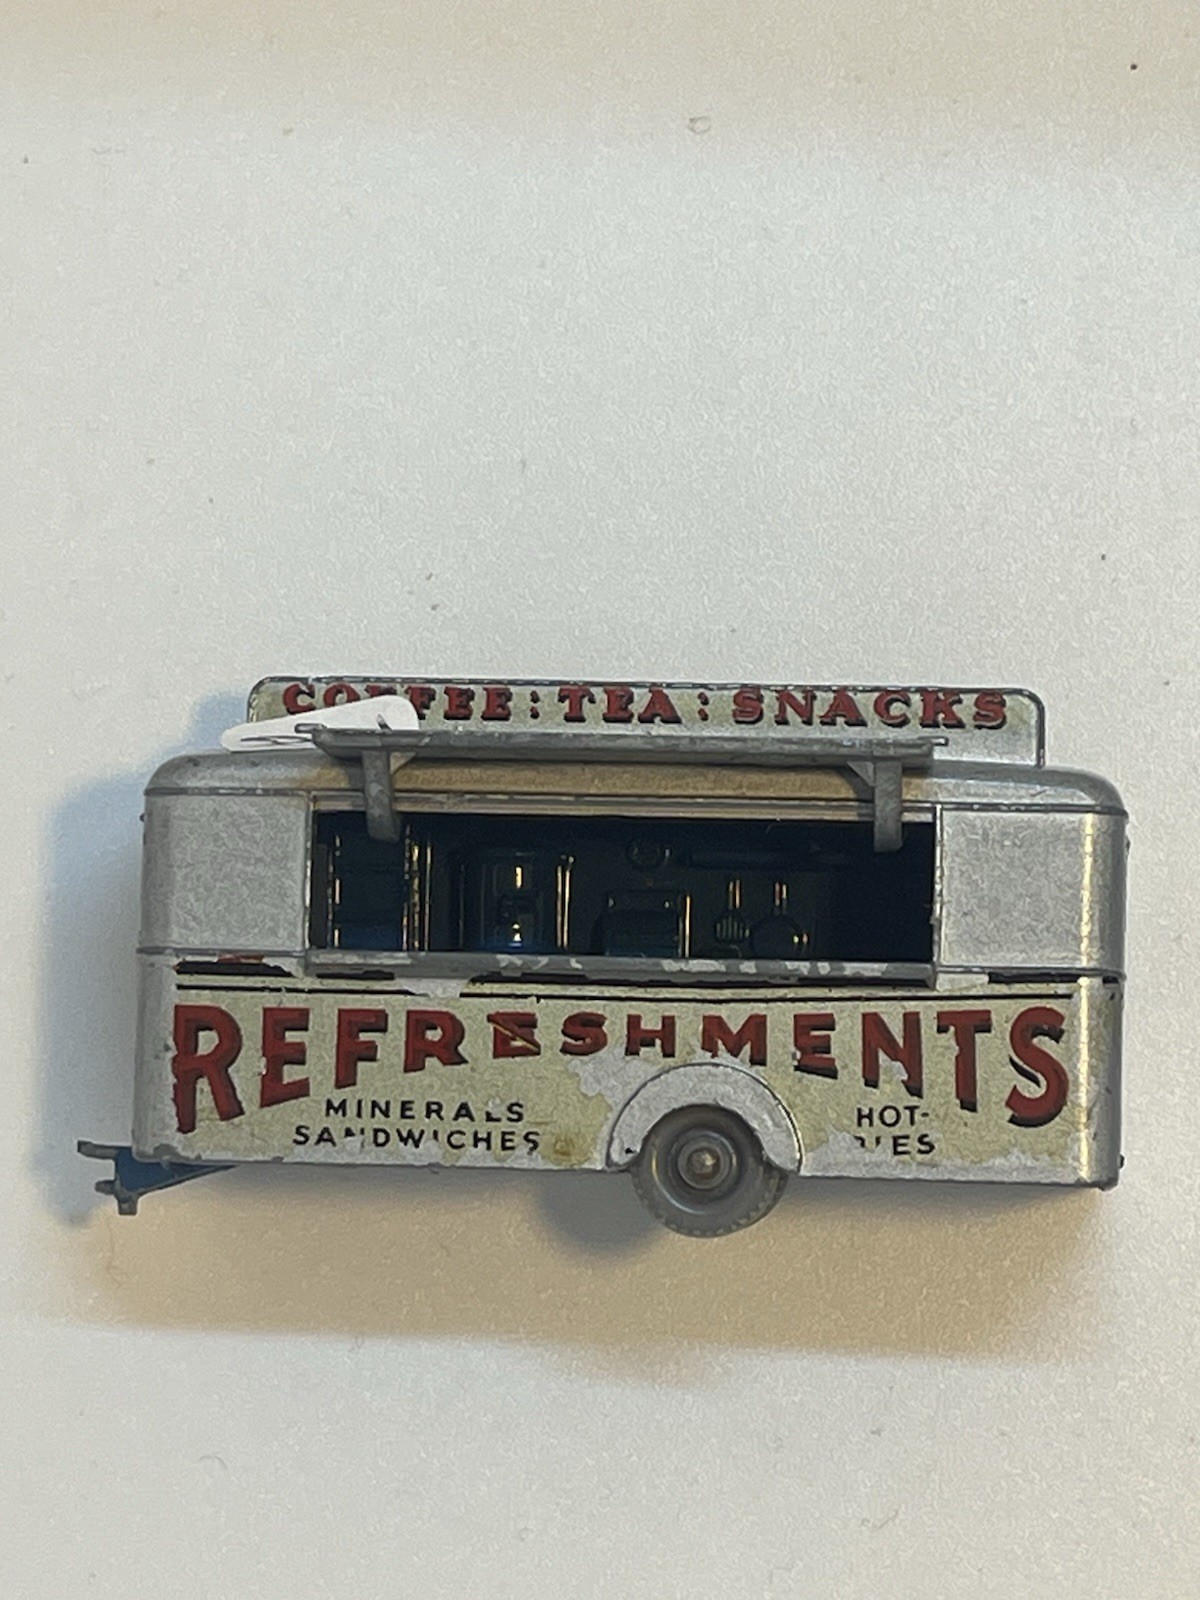 COFFEE : TEA : SNACKS
REFRESHMENTS
MINERALS
SANDWICHES
HOT-